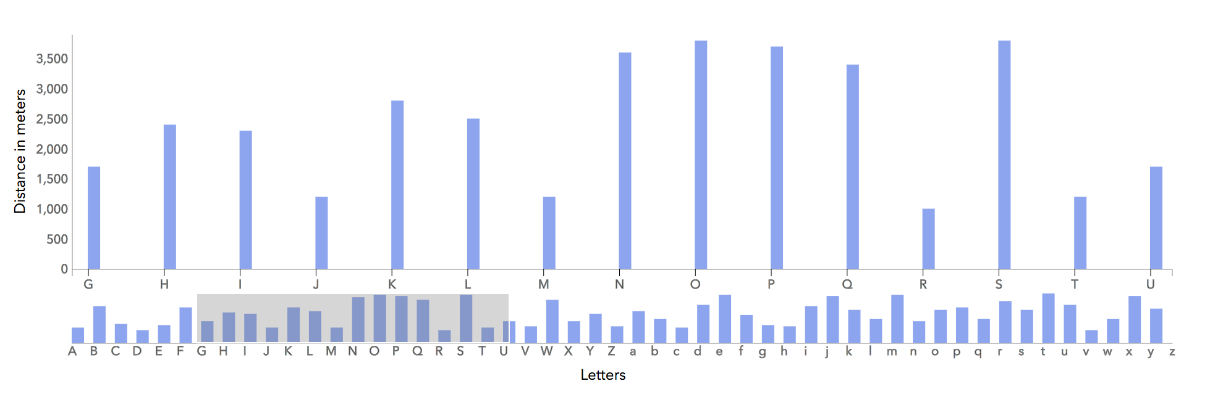 Distance in meters
3,500
3,000
2,500
2,000
1,500
1,000
500
0
G H I J K L M N O P Q R S T U
A B C D E F G H I J K L M N O P Q R S T U V W X Y Z a b c d e f g h i j k l m n o p q r s t u v w x y z
Letters